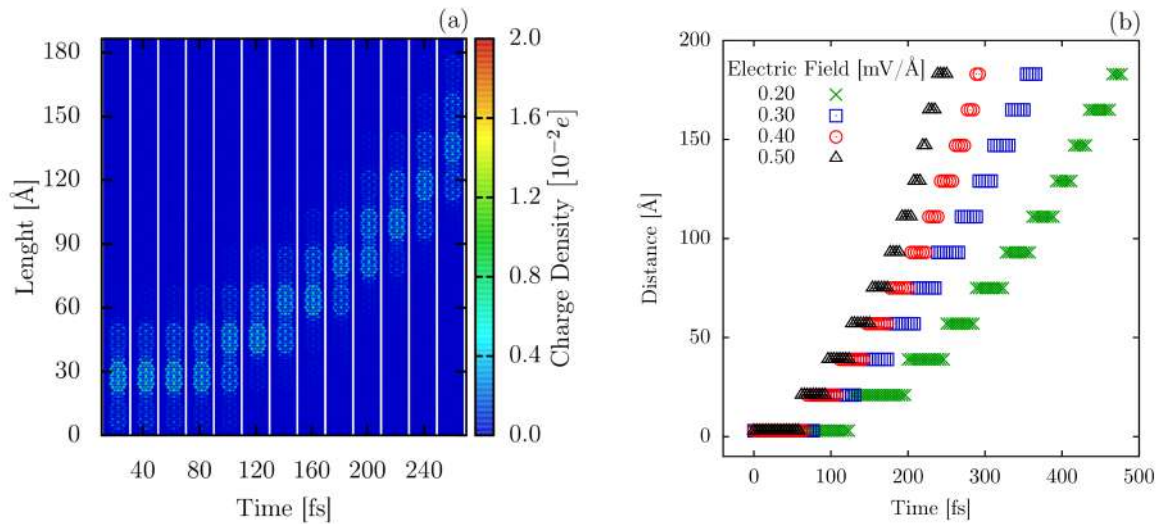 (a)
180
150
120
90
60
30
0
Lenght [Å]
40 80 120 160 200 240
Time [fs]
2.0
1.6
1.2
0.8
0.4
0.0
Charge Density [10⁻²e]
(b)
200
150
100
50
0
Distance [Å]
Electric Field [mV/Å]
0.20
0.30
0.40
0.50
0 100 200 300 400 500
Time [fs]